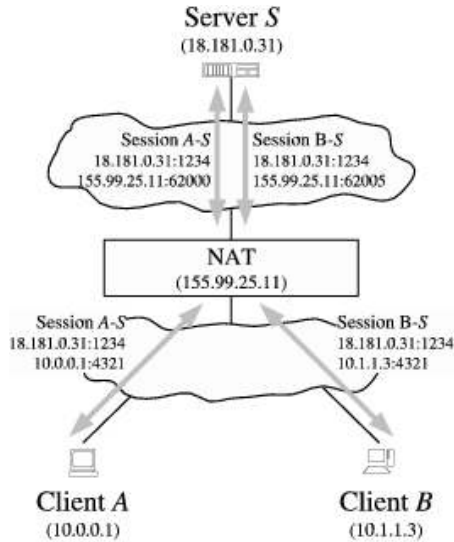 Server S
(18.181.0.31)
Session A-S
18.181.0.31:1234
155.99.25.11:62000
Session B-S
18.181.0.31:1234
155.99.25.11:62005
NAT
(155.99.25.11)
Session A-S
18.181.0.31:1234
10.0.0.1:4321
Session B-S
18.181.0.31:1234
10.1.1.3:4321
Client A
(10.0.0.1)
Client B
(10.1.1.3)